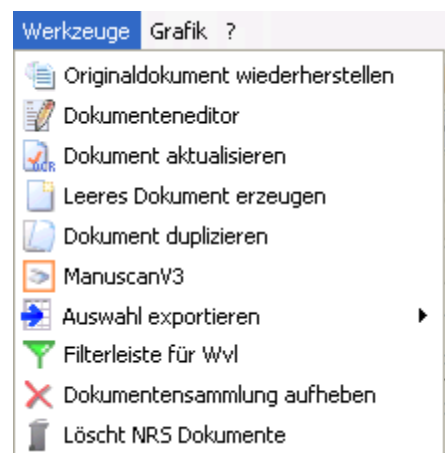 Werkzeuge Grafik ?
Originaldokument wiederherstellen
Dokumenteneditor
OCR Dokument aktualisieren
Leeres Dokument erzeugen
Dokument duplizieren
ManuscanV3
Auswahl exportieren
Filterleiste für Wvl
Dokumentensammlung aufheben
Löscht NRS Dokumente